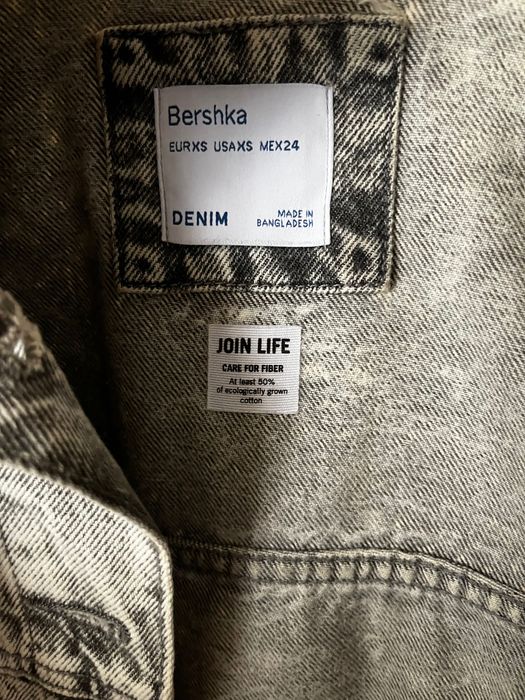 Bershka
EURXS USAXS MEX24
DENIM
MADE IN
BANGLADESH
JOIN LIFE
CARE FOR FIBER
At least 50%
of ecologically grown
cotton